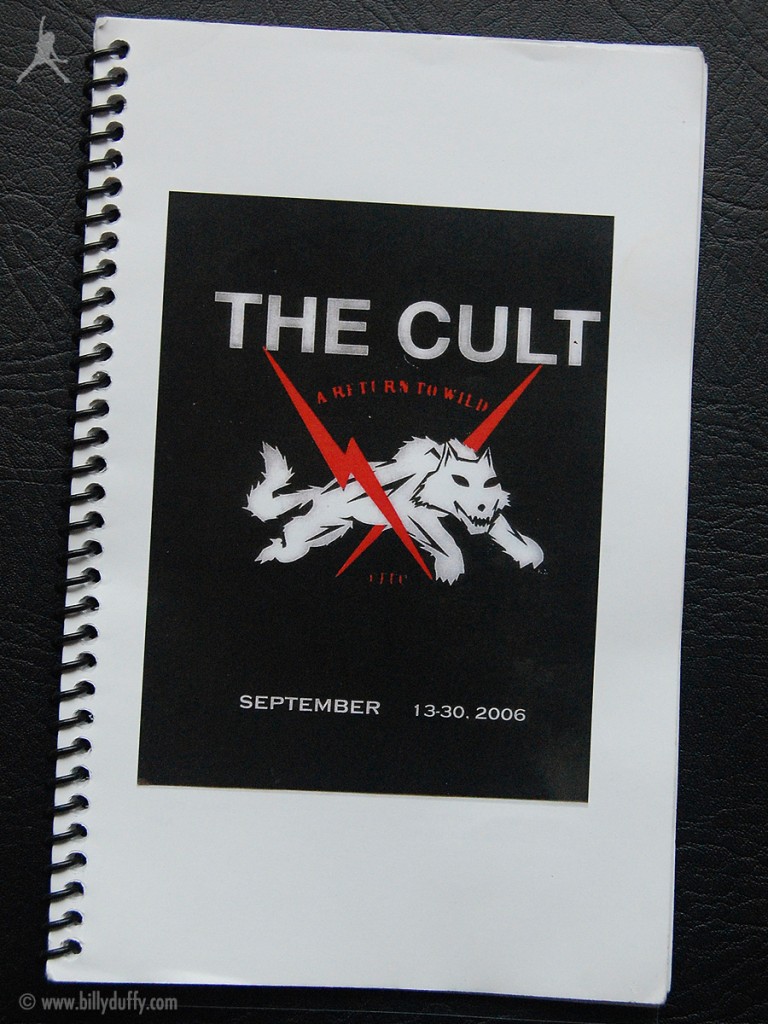 THE CULT
A RETURN TO WILD
SEPTEMBER 13-30, 2006
© www.billyduffy.com